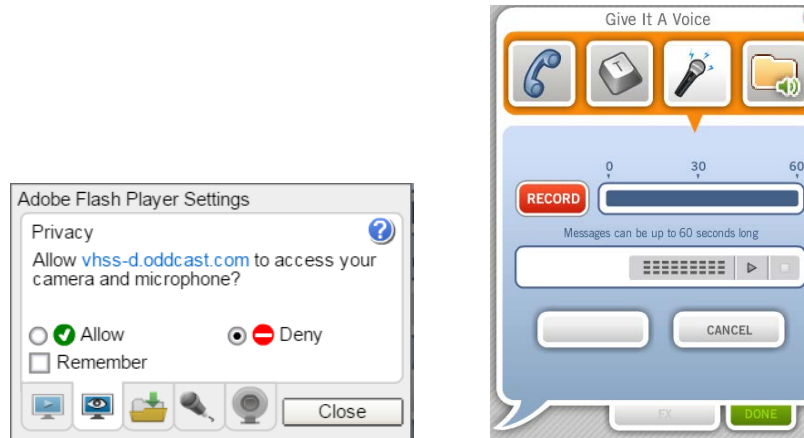 Adobe Flash Player Settings
Privacy
Allow vhss-d.oddcast.com to access your
camera and microphone?
Allow
Deny
Remember
Close
Give It A Voice
T
0 30 60
RECORD
Messages can be up to 60 seconds long
CANCEL
FX
DONE